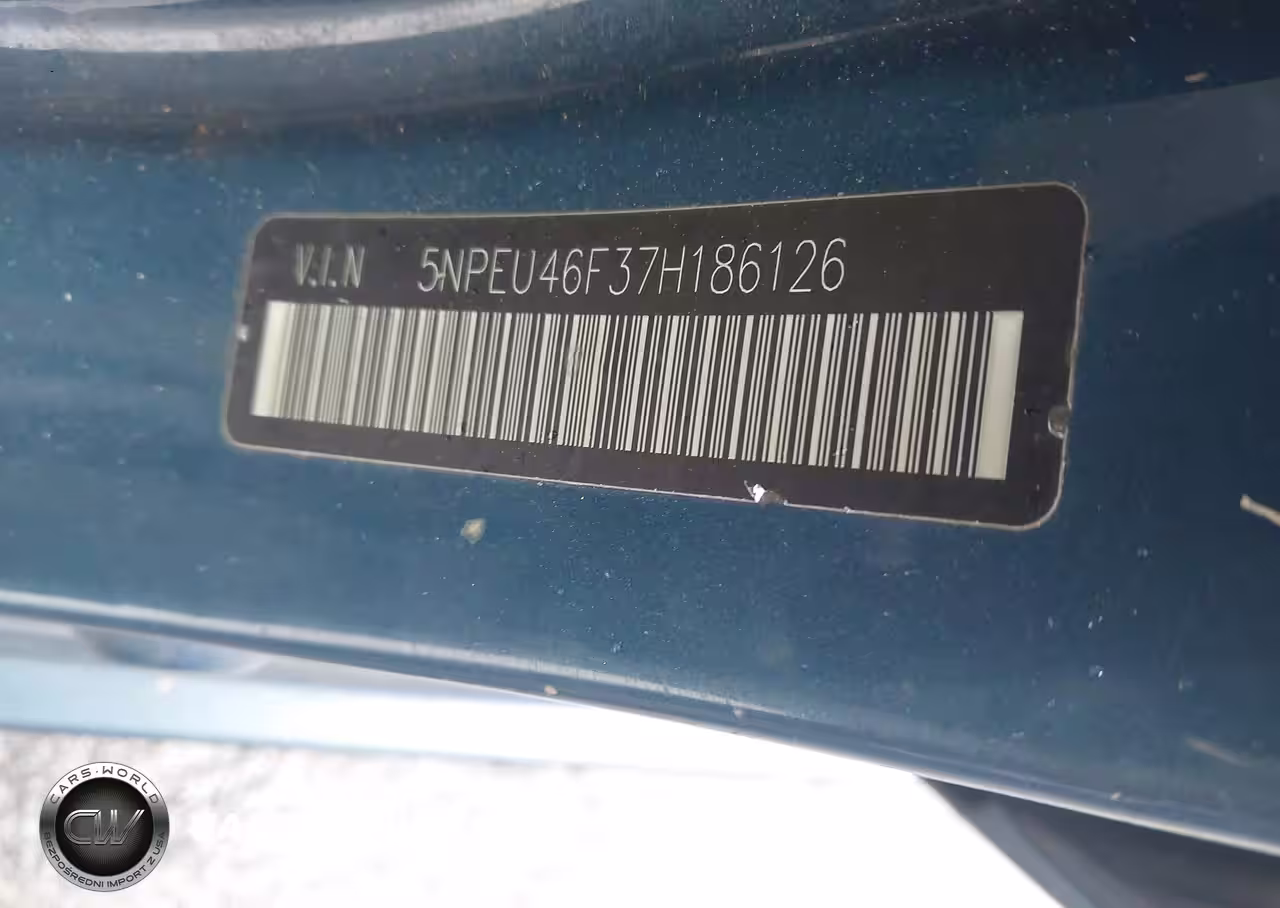 V.I.N 5NPEU46F37H186126
CARS·WORLD
CW
BEZPOŚREDNI IMPORT Z USA